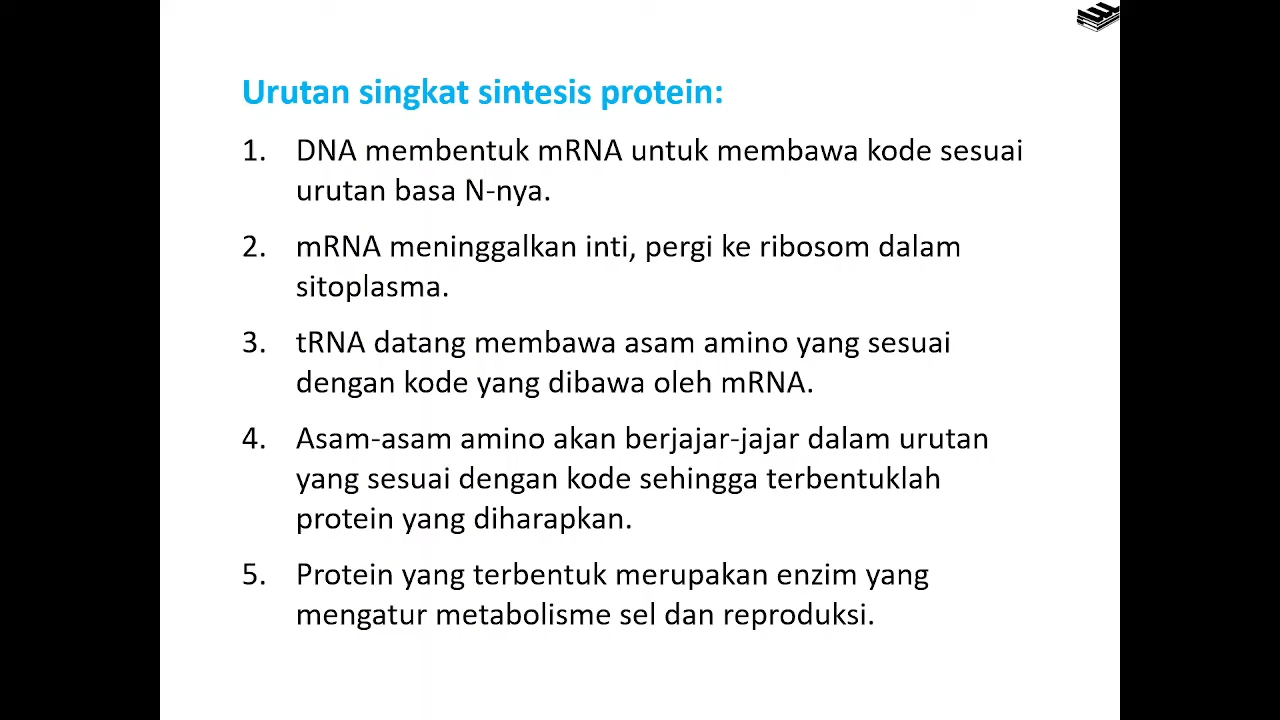 Urutan singkat sintesis protein:
1. DNA membentuk mRNA untuk membawa kode sesuai
urutan basa N-nya.
2. mRNA meninggalkan inti, pergi ke ribosom dalam
sitoplasma.
3. tRNA datang membawa asam amino yang sesuai
dengan kode yang dibawa oleh mRNA.
4. Asam-asam amino akan berjajar-jajar dalam urutan
yang sesuai dengan kode sehingga terbentuklah
protein yang diharapkan.
5. Protein yang terbentuk merupakan enzim yang
mengatur metabolisme sel dan reproduksi.